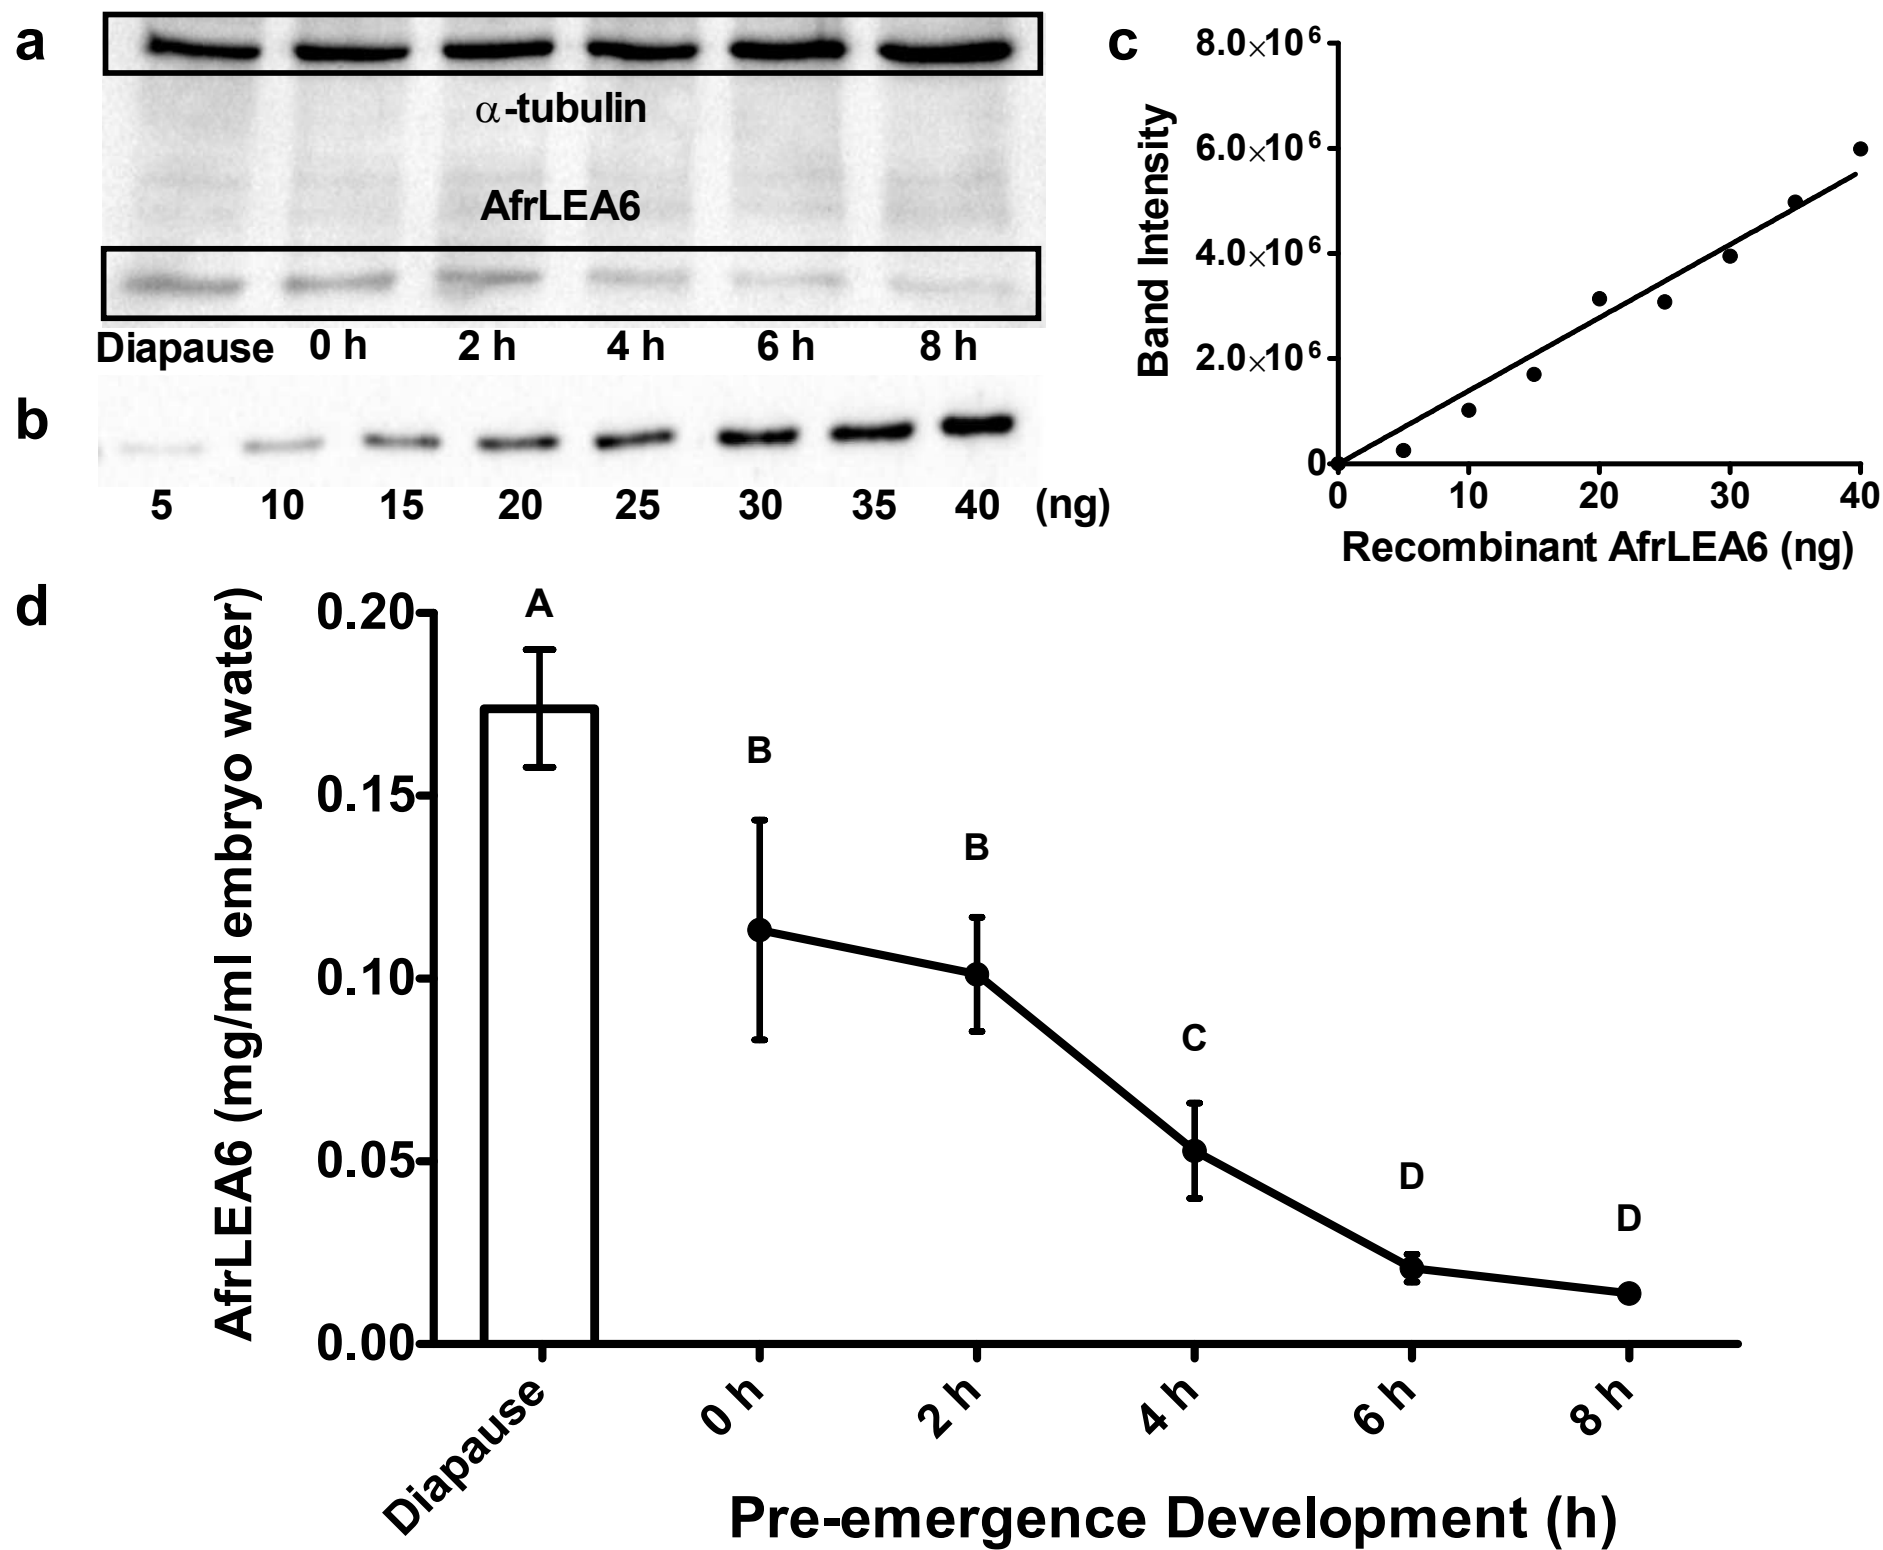 a
α-tubulin
AfrLEA6
Diapause 0 h 2 h 4 h 6 h 8 h
b
5 10 15 20 25 30 35 40 (ng)
c
Band Intensity
8.0×10⁶
6.0×10⁶
4.0×10⁶
2.0×10⁶
0
0 10 20 30 40
Recombinant AfrLEA6 (ng)
d
AfrLEA6 (mg/ml embryo water)
0.20
0.15
0.10
0.05
0.00
A
B
B
C
D
D
Diapause 0 h 2 h 4 h 6 h 8 h
Pre-emergence Development (h)